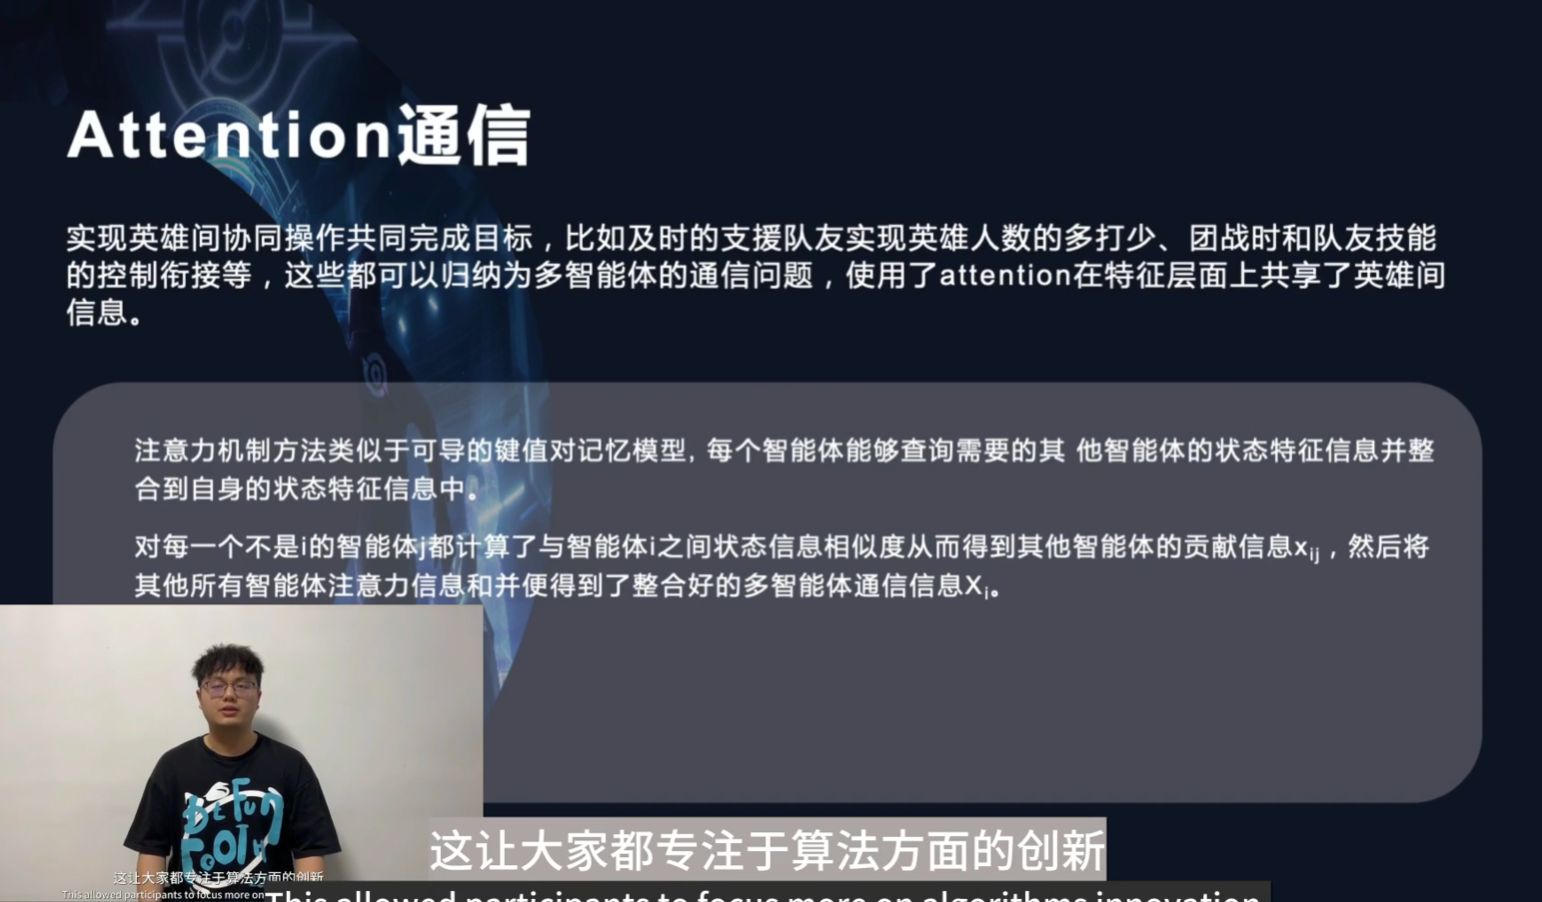 Attention通信
实现英雄间协同操作共同完成目标，比如及时的支援队友实现英雄人数的多打少、团战时和队友技能
的控制衔接等，这些都可以归纳为多智能体的通信问题，使用了attention在特征层面上共享了英雄间
信息。
注意力机制方法类似于可导的键值对记忆模型, 每个智能体能够查询需要的其 他智能体的状态特征信息并整
合到自身的状态特征信息中。
对每一个不是i的智能体j都计算了与智能体i之间状态信息相似度从而得到其他智能体的贡献信息xij，然后将
其他所有智能体注意力信息和并便得到了整合好的多智能体通信信息Xi。
这让大家都专注于算法方面的创新
这让大家都专注于算法方面的创新
This allowed participants to focus more on
This allowed participants to focus more on algorithms innovation